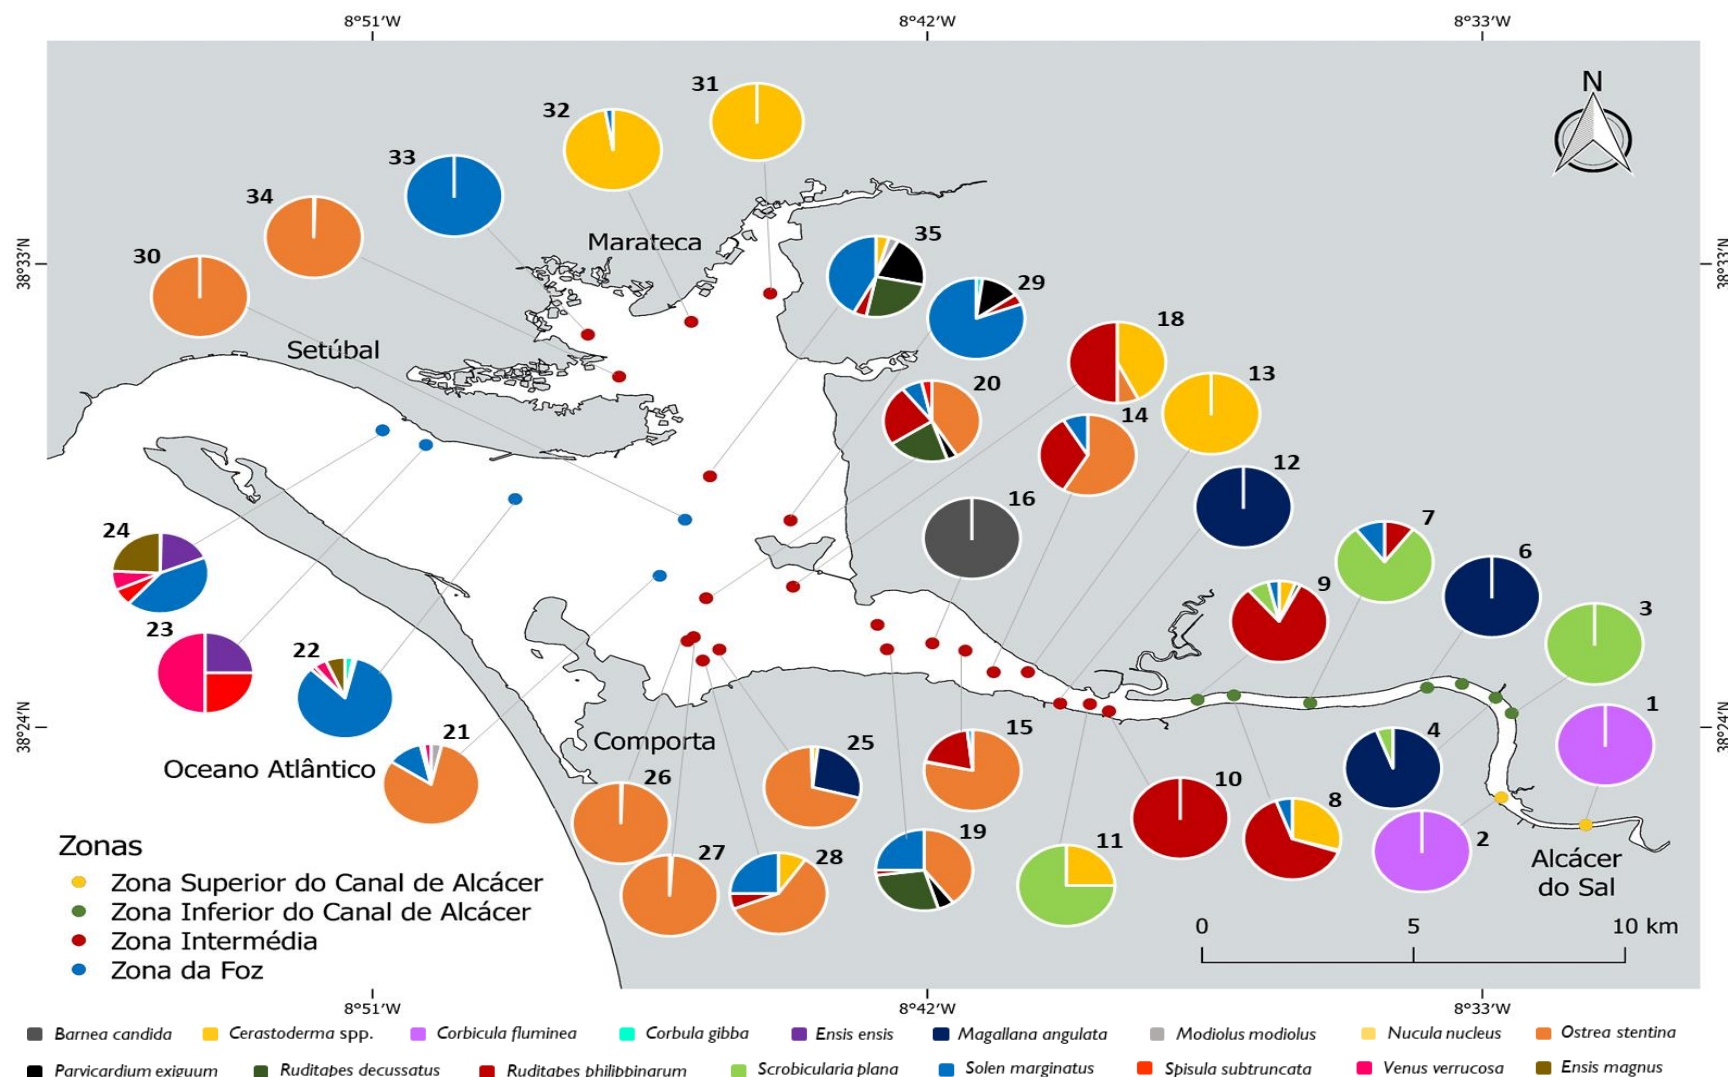 8°51'W 8°42'W 8°33'W
N
31
32
33
34
30
38°33'N
38°33'N
Marateca
35
29
Setúbal
18
13
20
14
12
16
7
6
24
9
3
23
22
1
38°24'N
38°24'N
21
Comporta
15
4
Oceano Atlântico
25
26
10
8
2
19
11
27
28
Alcácer
do Sal
Zonas
Zona Superior do Canal de Alcácer
Zona Inferior do Canal de Alcácer
Zona Intermédia
Zona da Foz
0 5 10 km
8°51'W 8°42'W 8°33'W
Barnea candida Cerastoderma spp. Corbicula fluminea Corbula gibba Ensis ensis Magallana angulata Modiolus modiolus Nucula nucleus Ostrea stentina
Parvicardium exiguum Ruditapes decussatus Ruditapes philippinarum Scrobicularia plana Solen marginatus Spisula subtruncata Venus verrucosa Ensis magnus